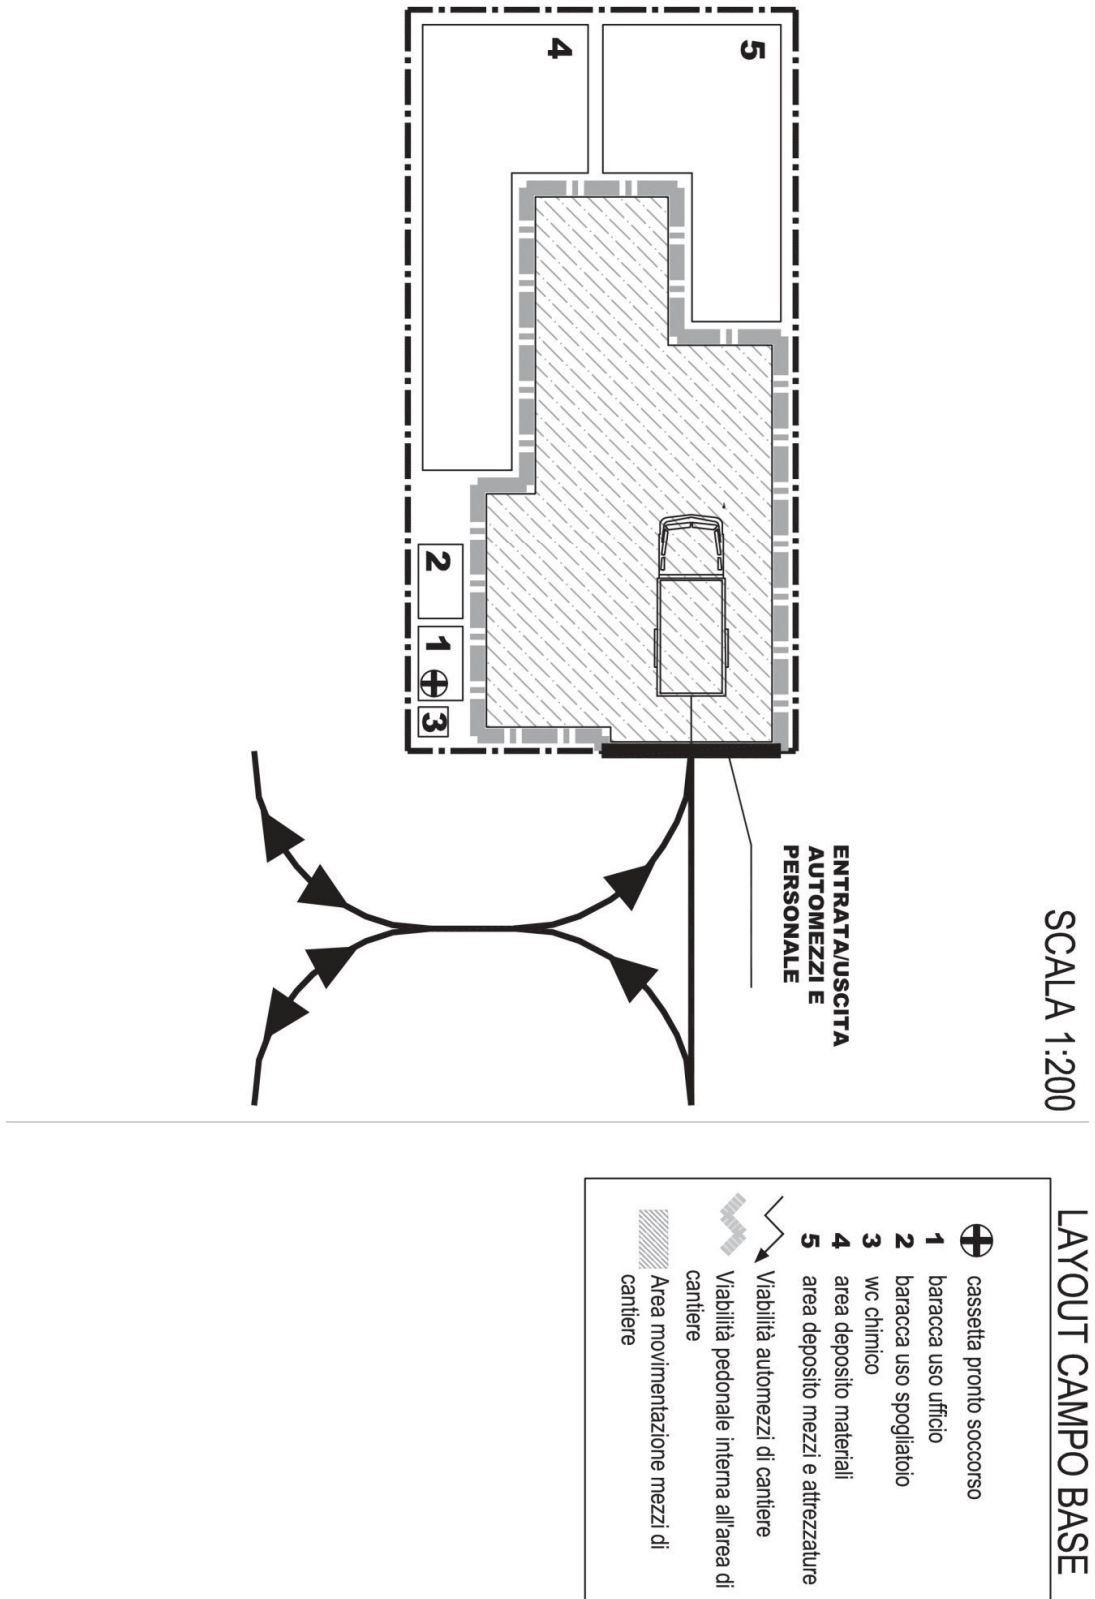 LAYOUT CAMPO BASE
SCALA 1:200
cassetta pronto soccorso
1 baracca uso ufficio
2 baracca uso spogliatoio
3 wc chimico
4 area deposito materiali
5 area deposito mezzi e attrezzature
Viabilità automezzi di cantiere
Viabilità pedonale interna all'area di
cantiere
Area movimentazione mezzi di
cantiere
ENTRATA/USCITA
AUTOMEZZI E
PERSONALE
5
4
2
1
3